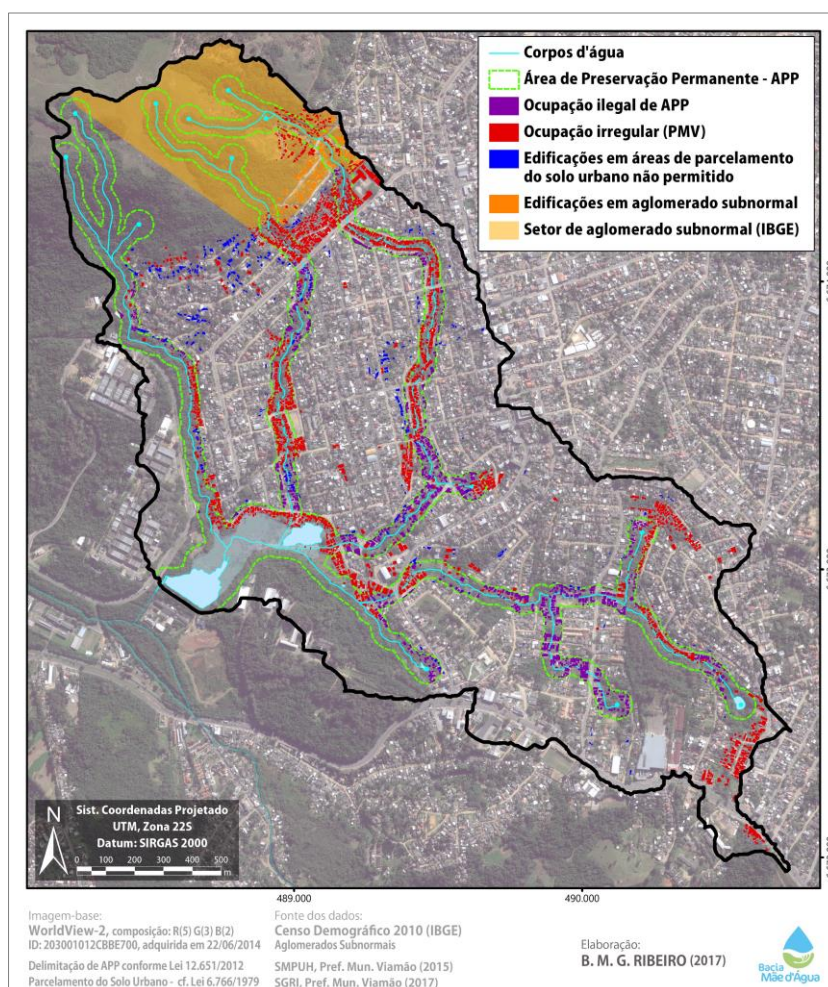 Corpos d'água
Área de Preservação Permanente - APP
Ocupação ilegal de APP
Ocupação irregular (PMV)
Edificações em áreas de parcelamento
do solo urbano não permitido
Edificações em aglomerado subnormal
Setor de aglomerado subnormal (IBGE)
N
Sist. Coordenadas Projetado
UTM, Zona 22S
Datum: SIRGAS 2000
0 100 200 300 400 500
m
489.000
490.000
Imagem-base:
WorldView-2, composição: R(5) G(3) B(2)
ID: 203001012CBBE700, adquirida em 22/06/2014
Delimitação de APP conforme Lei 12.651/2012
Parcelamento do Solo Urbano - cf. Lei 6.766/1979
Fonte dos dados:
Censo Demográfico 2010 (IBGE)
Aglomerados Subnormais
SMPUH, Pref. Mun. Viamão (2015)
SGRI, Pref. Mun. Viamão (2017)
Elaboração:
B. M. G. RIBEIRO (2017)
Bacia
Mãe d'Água